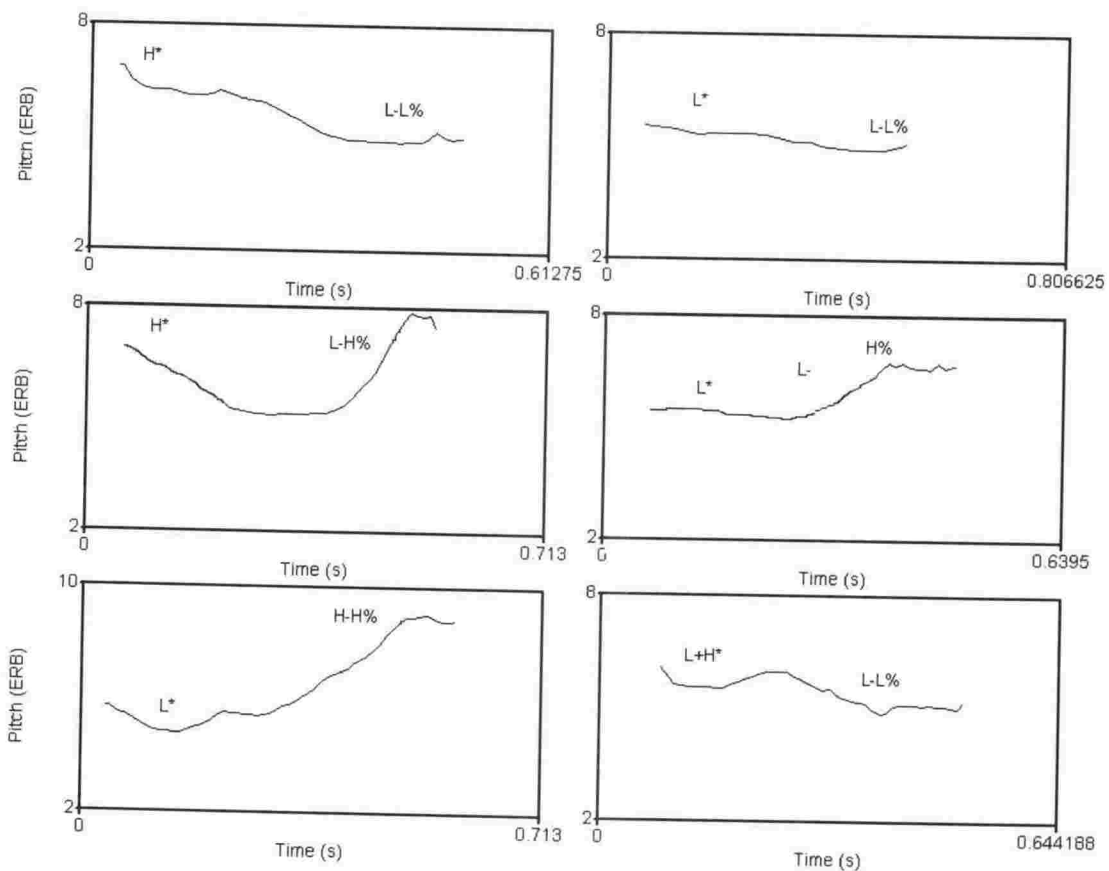 8
H*
L-L%
Pitch (ERB)
2
0
0.61275
Time (s)
8
L*
L-L%
2
0
0.806625
Time (s)
8
H*
L-H%
Pitch (ERB)
2
0
0.713
Time (s)
8
H%
L-
L*
2
0
0.6395
Time (s)
10
H-H%
L*
Pitch (ERB)
2
0
0.713
Time (s)
8
L+H*
L-L%
2
0
0.644188
Time (s)